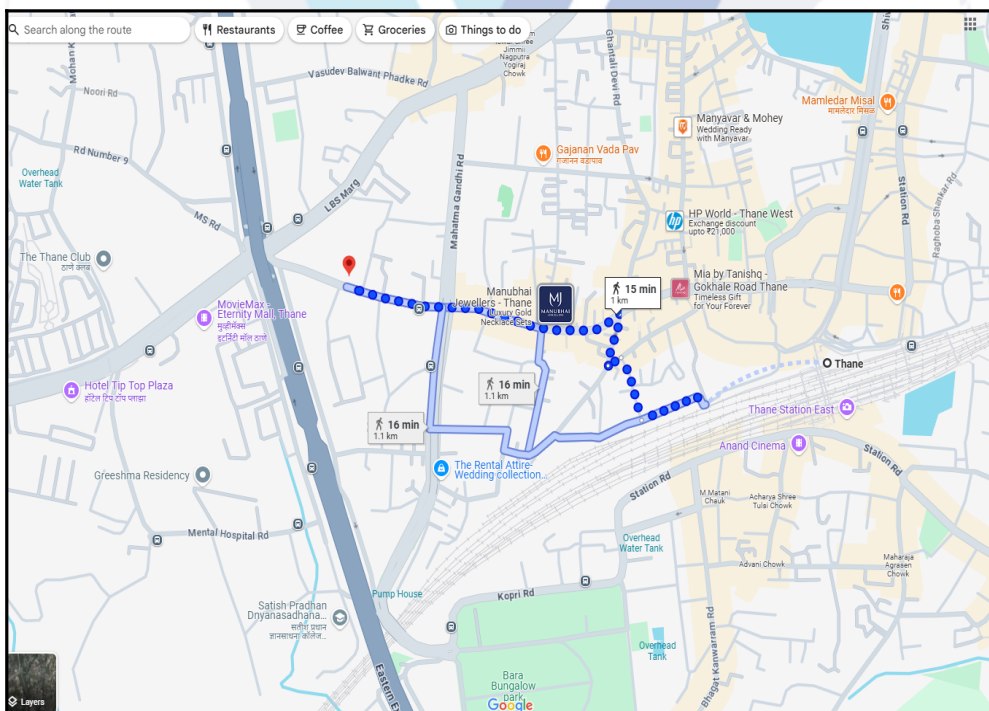 Search along the route
Restaurants
Coffee
Groceries
Things to do
Jimmii
Nagputra
Yogiraj
Chowk
Vasudev Balwant Phadke Rd
Ghantali Devi Rd
Noori Rd
Mamledar Misal
मामलेदार मिसळ
Manyavar & Mohey
Wedding Ready
with Manyavar
Gajanan Vada Pav
गजानन वडापाव
Rd Number 9
Overhead
Water Tank
LBS Marg
Mahatma Gandhi Rd
Station Rd
Raghoba Shankar Rd
MS Rd
HP World - Thane West
Exchange discount
upto ₹21,000
The Thane Club
ठाणे क्लब
Mia by Tanishq -
Gokhale Road Thane
Timeless Gift
for Your Forever
15 min
1 km
Manubhai
Jewellers - Thane
Luxury Gold
Necklace Sets
MJ
MANUBHAI
MovieMax -
Eternity Mall, Thane
मूव्हीमॅक्स
इटर्निटी मॉल ठाणे
Thane
Hotel Tip Top Plaza
हॉटेल टिप टॉप प्लाझा
16 min
1.1 km
16 min
1.1 km
Thane Station East
Anand Cinema
Station Rd
The Rental Attire-
Wedding collection...
Greeshma Residency
Station Rd
M.Matani
Chauk
Acharya Shree
Tulsi Chowk
Mental Hospital Rd
Overhead
Water Tank
Advani Chowk
Maharaja
Agrasen
Chowk
Pump House
Kopri Rd
Satish Pradhan
Dnyanasadhana...
सतीश प्रधान
ज्ञानसाधना कॉलेज...
Overhead
Tank
Bhagat Kanwarram Rd
Eastern E
Bara
Bungalow
park
Google
Layers